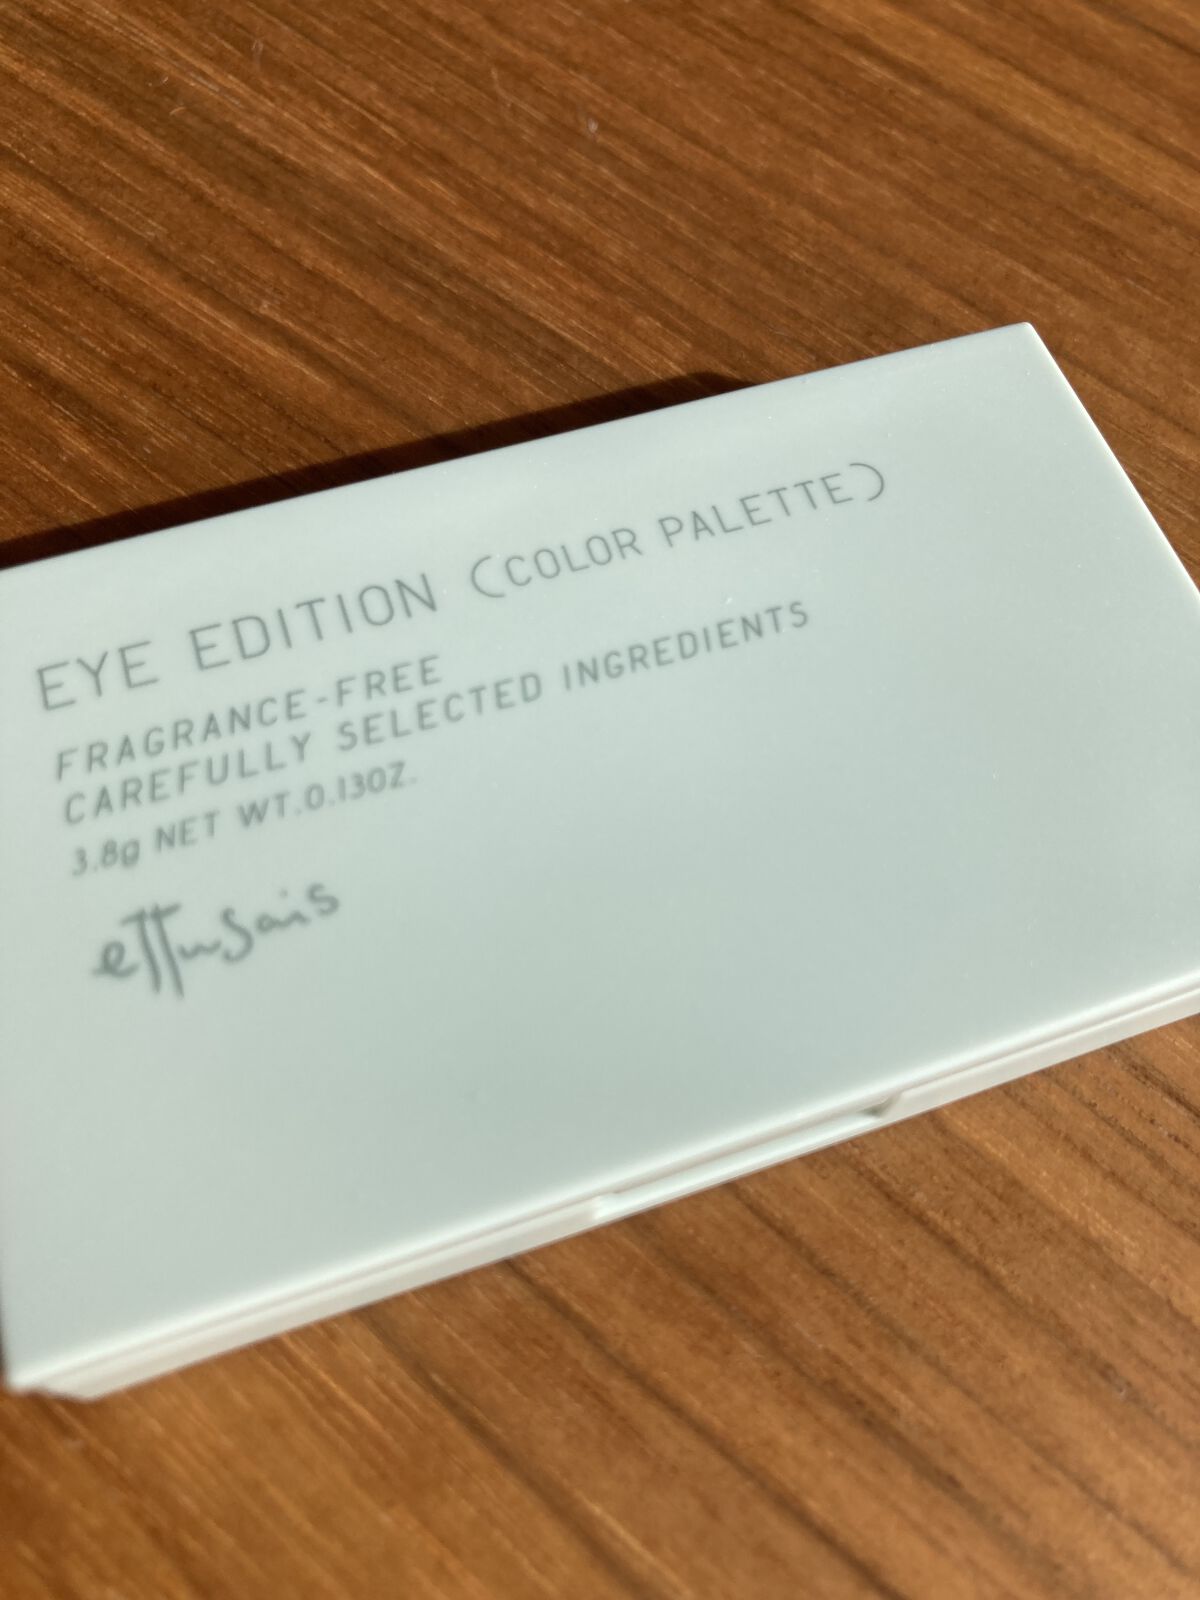 EYE EDITION (COLOR PALETTE)
FRAGRANCE-FREE
CAREFULLY SELECTED INGREDIENTS
3.8g NET WT.0.13OZ.
ettusais